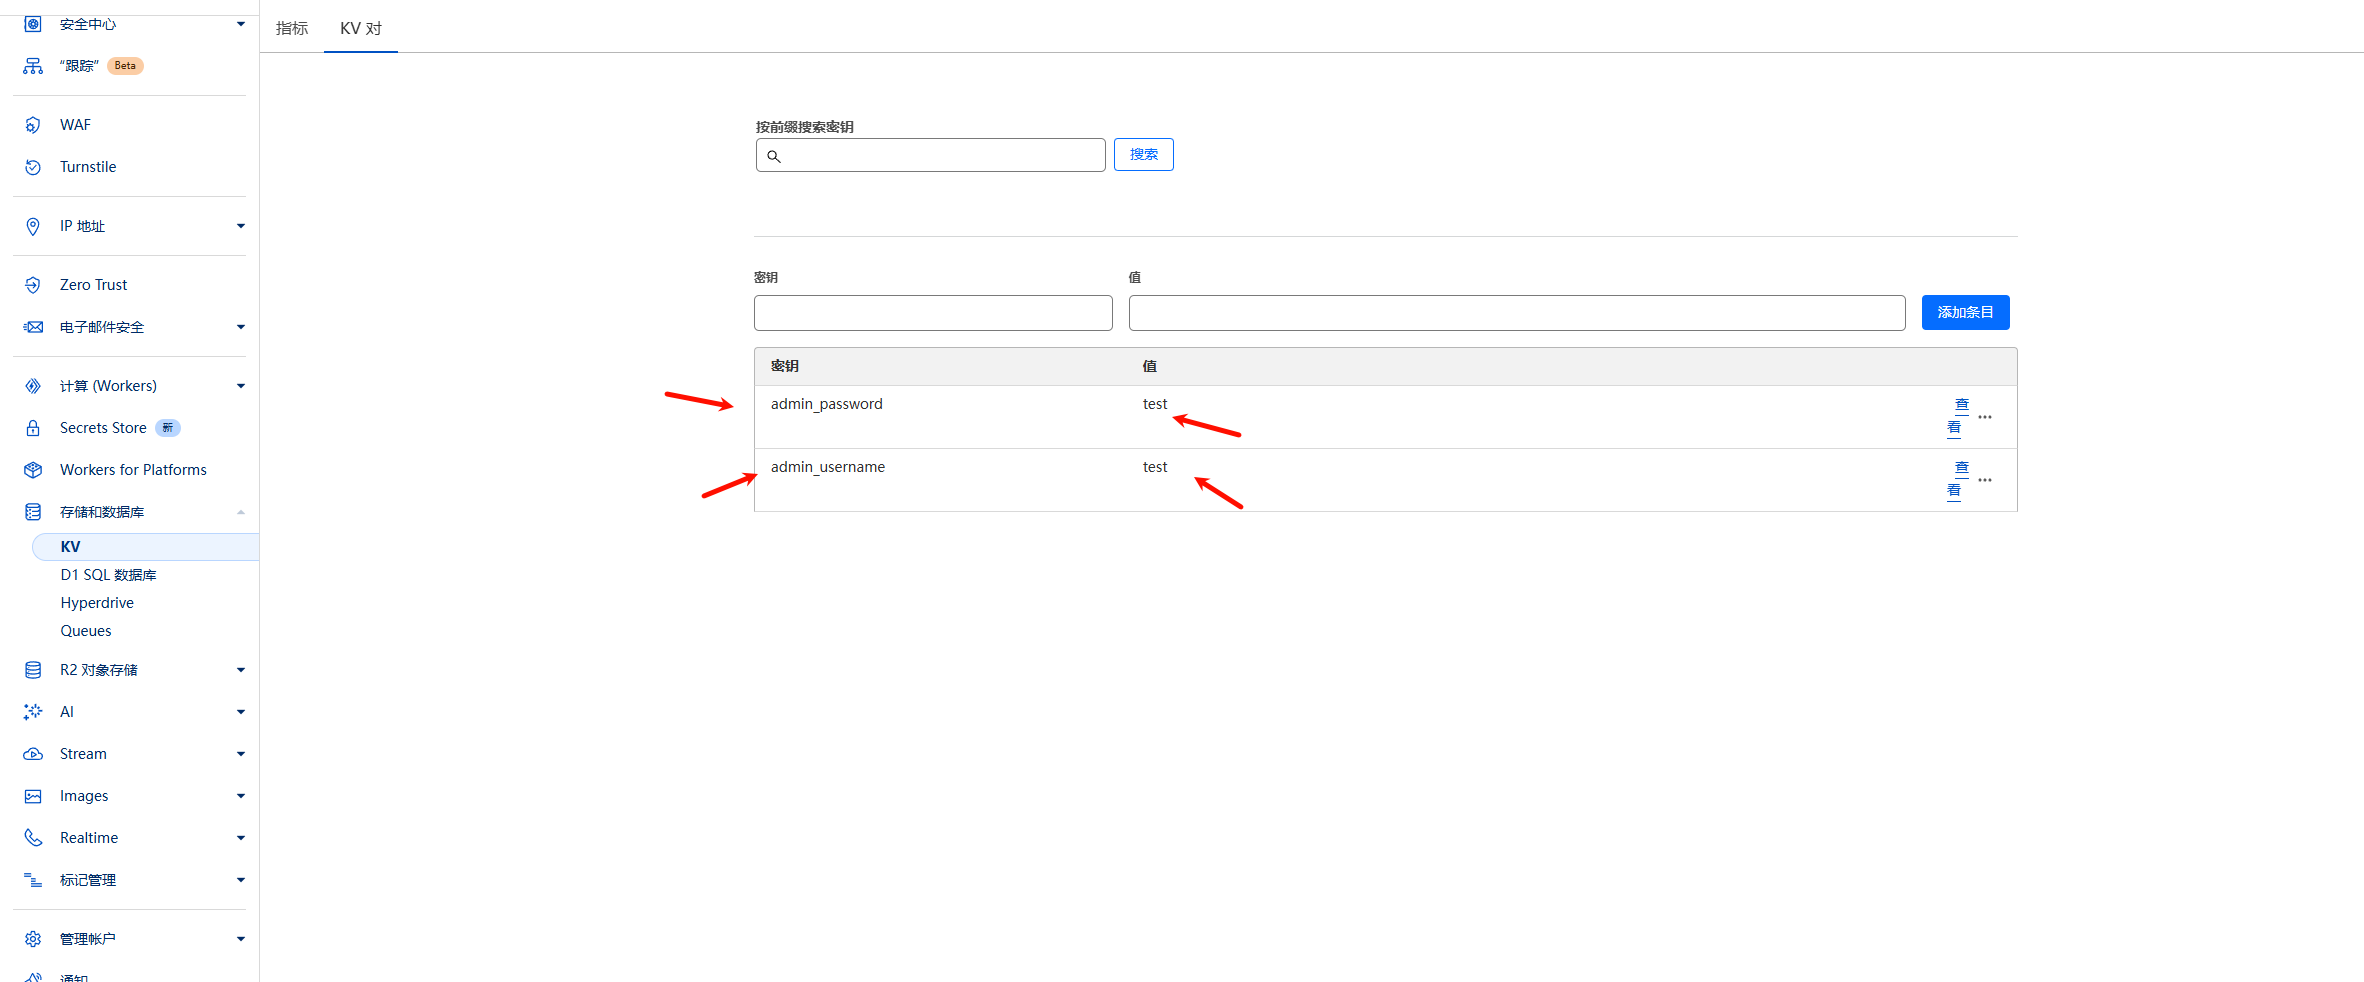 安全中心
“跟踪” Beta
WAF
Turnstile
IP 地址
Zero Trust
电子邮件安全
计算 (Workers)
Secrets Store 新
Workers for Platforms
存储和数据库
KV
D1 SQL 数据库
Hyperdrive
Queues
R2 对象存储
AI
Stream
Images
Realtime
标记管理
管理帐户
通知
指标 KV 对
按前缀搜索密钥
搜索
密钥 值
添加条目
密钥 值
admin_password test 查看
admin_username test 查看